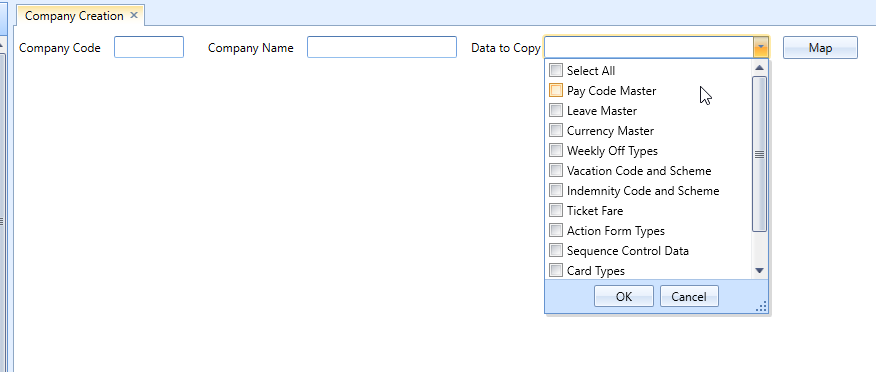 Company Creation
Company Code Company Name Data to Copy Map
Select All
Pay Code Master
Leave Master
Currency Master
Weekly Off Types
Vacation Code and Scheme
Indemnity Code and Scheme
Ticket Fare
Action Form Types
Sequence Control Data
Card Types
OK Cancel